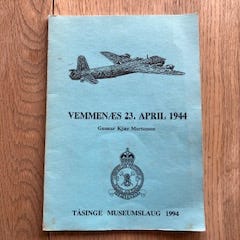 VEMMENÆS 23. APRIL 1944
Gunnar Kjær Mortensen
TÅSINGE MUSEUMSLAUG 1994